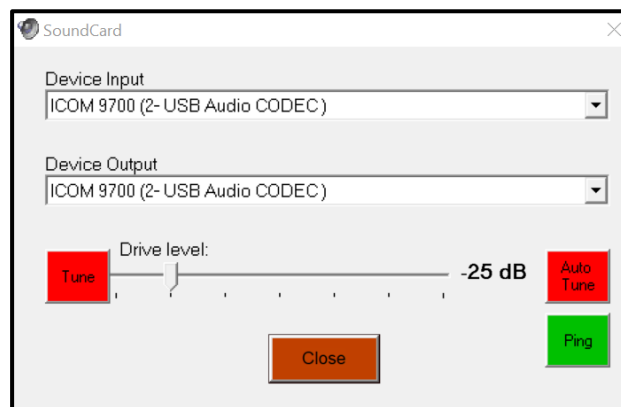 SoundCard
Device Input
ICOM 9700 (2- USB Audio CODEC )
Device Output
ICOM 9700 (2- USB Audio CODEC )
Drive level:
Tune
-25 dB
Auto
Tune
Ping
Close